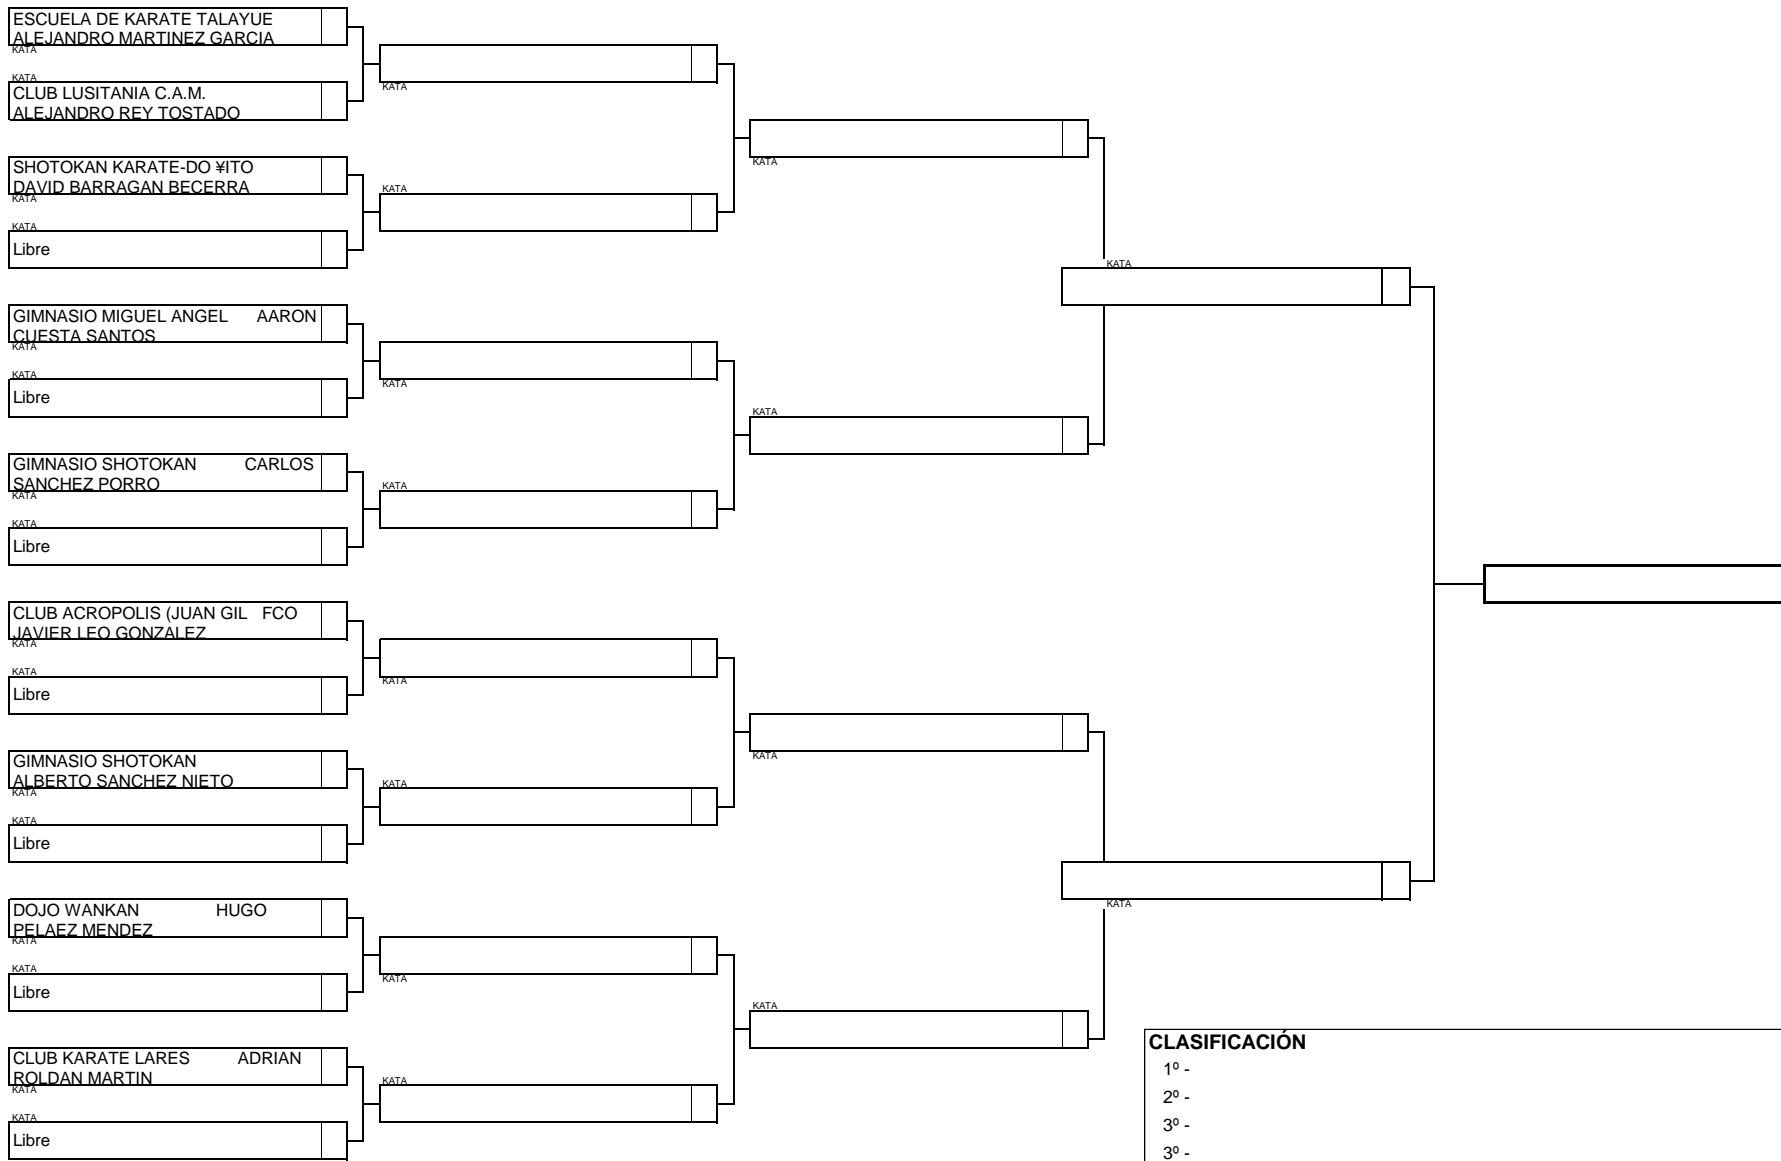 ESCUELA DE KARATE TALAYUE
ALEJANDRO MARTINEZ GARCIA
KATA
KATA
CLUB LUSITANIA C.A.M.
ALEJANDRO REY TOSTADO
SHOTOKAN KARATE-DO ¥ITO
DAVID BARRAGAN BECERRA
KATA
KATA
Libre
GIMNASIO MIGUEL ANGEL AARON
CUESTA SANTOS
KATA
KATA
Libre
GIMNASIO SHOTOKAN CARLOS
SANCHEZ PORRO
KATA
KATA
Libre
CLUB ACROPOLIS (JUAN GIL FCO
JAVIER LEO GONZALEZ
KATA
KATA
Libre
GIMNASIO SHOTOKAN
ALBERTO SANCHEZ NIETO
KATA
KATA
Libre
DOJO WANKAN HUGO
PELAEZ MENDEZ
KATA
KATA
Libre
CLUB KARATE LARES ADRIAN
ROLDAN MARTIN
KATA
KATA
Libre
KATA
KATA
KATA
KATA
KATA
KATA
KATA
KATA
KATA
KATA
KATA
KATA
KATA
KATA
CLASIFICACIÓN
1º -
2º -
3º -
3º -